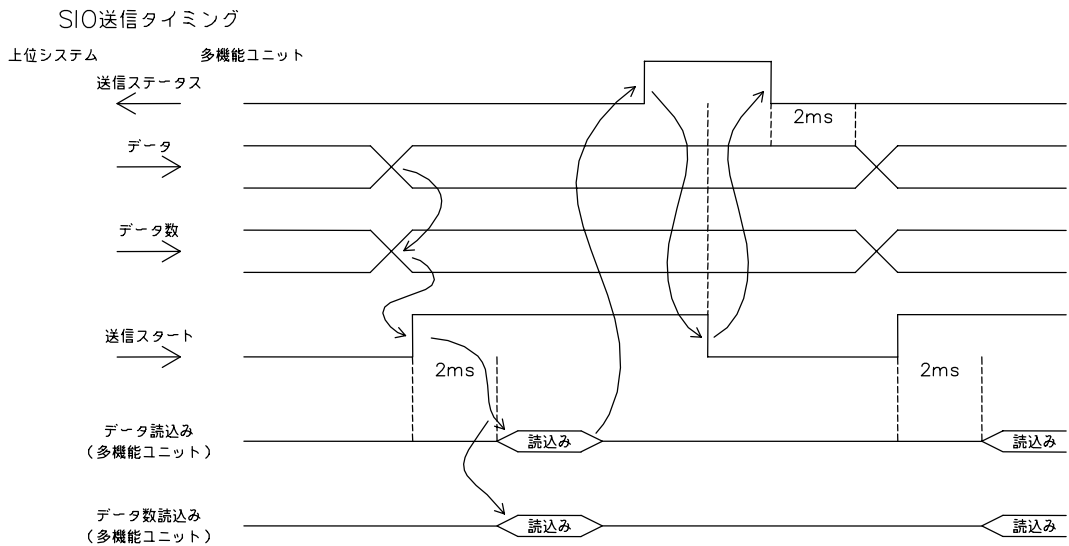 SIO送信タイミング
上位システム
多機能ユニット
送信ステータス
2ms
データ
データ数
送信スタート
2ms
2ms
データ読込み
(多機能ユニット)
読込み
読込み
データ数読込み
(多機能ユニット)
読込み
読込み